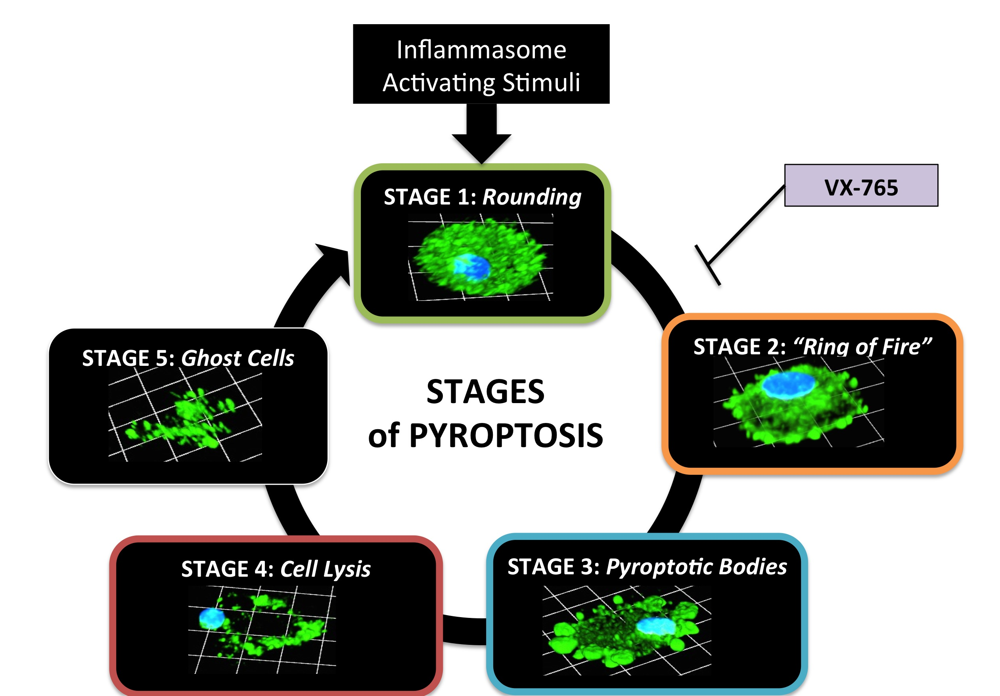 Inflammasome
Activating Stimuli
STAGE 1: Rounding
VX-765
STAGE 2: “Ring of Fire”
STAGE 5: Ghost Cells
STAGES
of PYROPTOSIS
STAGE 4: Cell Lysis
STAGE 3: Pyroptotic Bodies